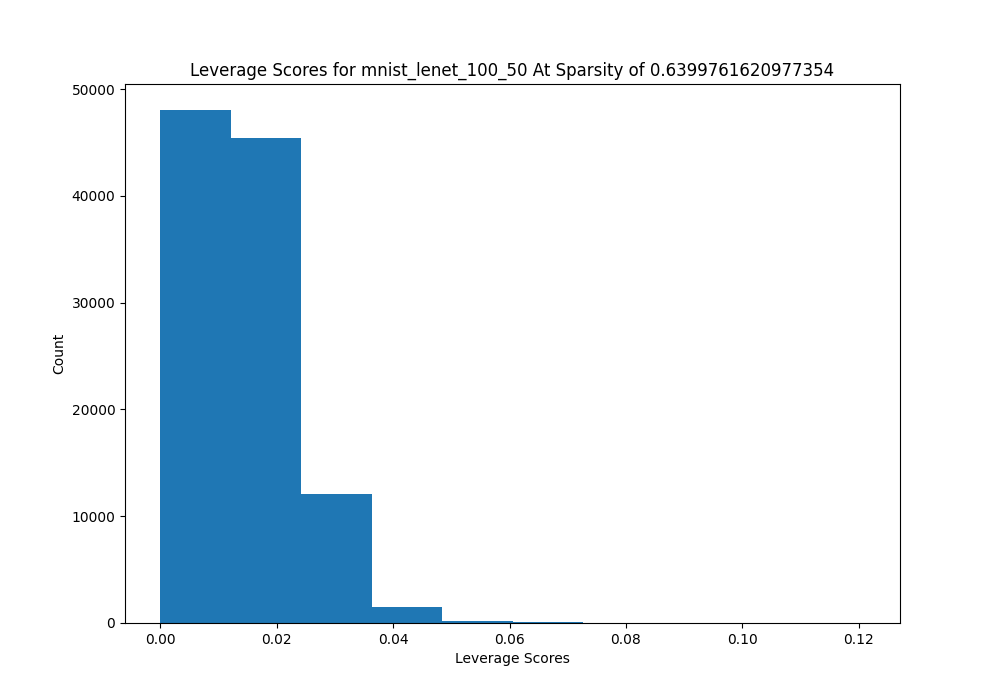 Leverage Scores for mnist_lenet_100_50 At Sparsity of 0.6399761620977354
50000
40000
30000
20000
10000
0
Count
0.00 0.02 0.04 0.06 0.08 0.10 0.12
Leverage Scores